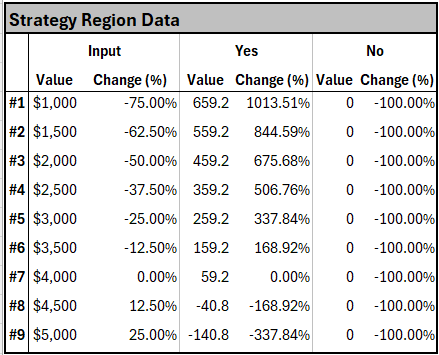 Strategy Region Data
Input Yes No
Value Change (%) Value Change (%) Value Change (%)
#1 $1,000 -75.00% 659.2 1013.51% 0 -100.00%
#2 $1,500 -62.50% 559.2 844.59% 0 -100.00%
#3 $2,000 -50.00% 459.2 675.68% 0 -100.00%
#4 $2,500 -37.50% 359.2 506.76% 0 -100.00%
#5 $3,000 -25.00% 259.2 337.84% 0 -100.00%
#6 $3,500 -12.50% 159.2 168.92% 0 -100.00%
#7 $4,000 0.00% 59.2 0.00% 0 -100.00%
#8 $4,500 12.50% -40.8 -168.92% 0 -100.00%
#9 $5,000 25.00% -140.8 -337.84% 0 -100.00%